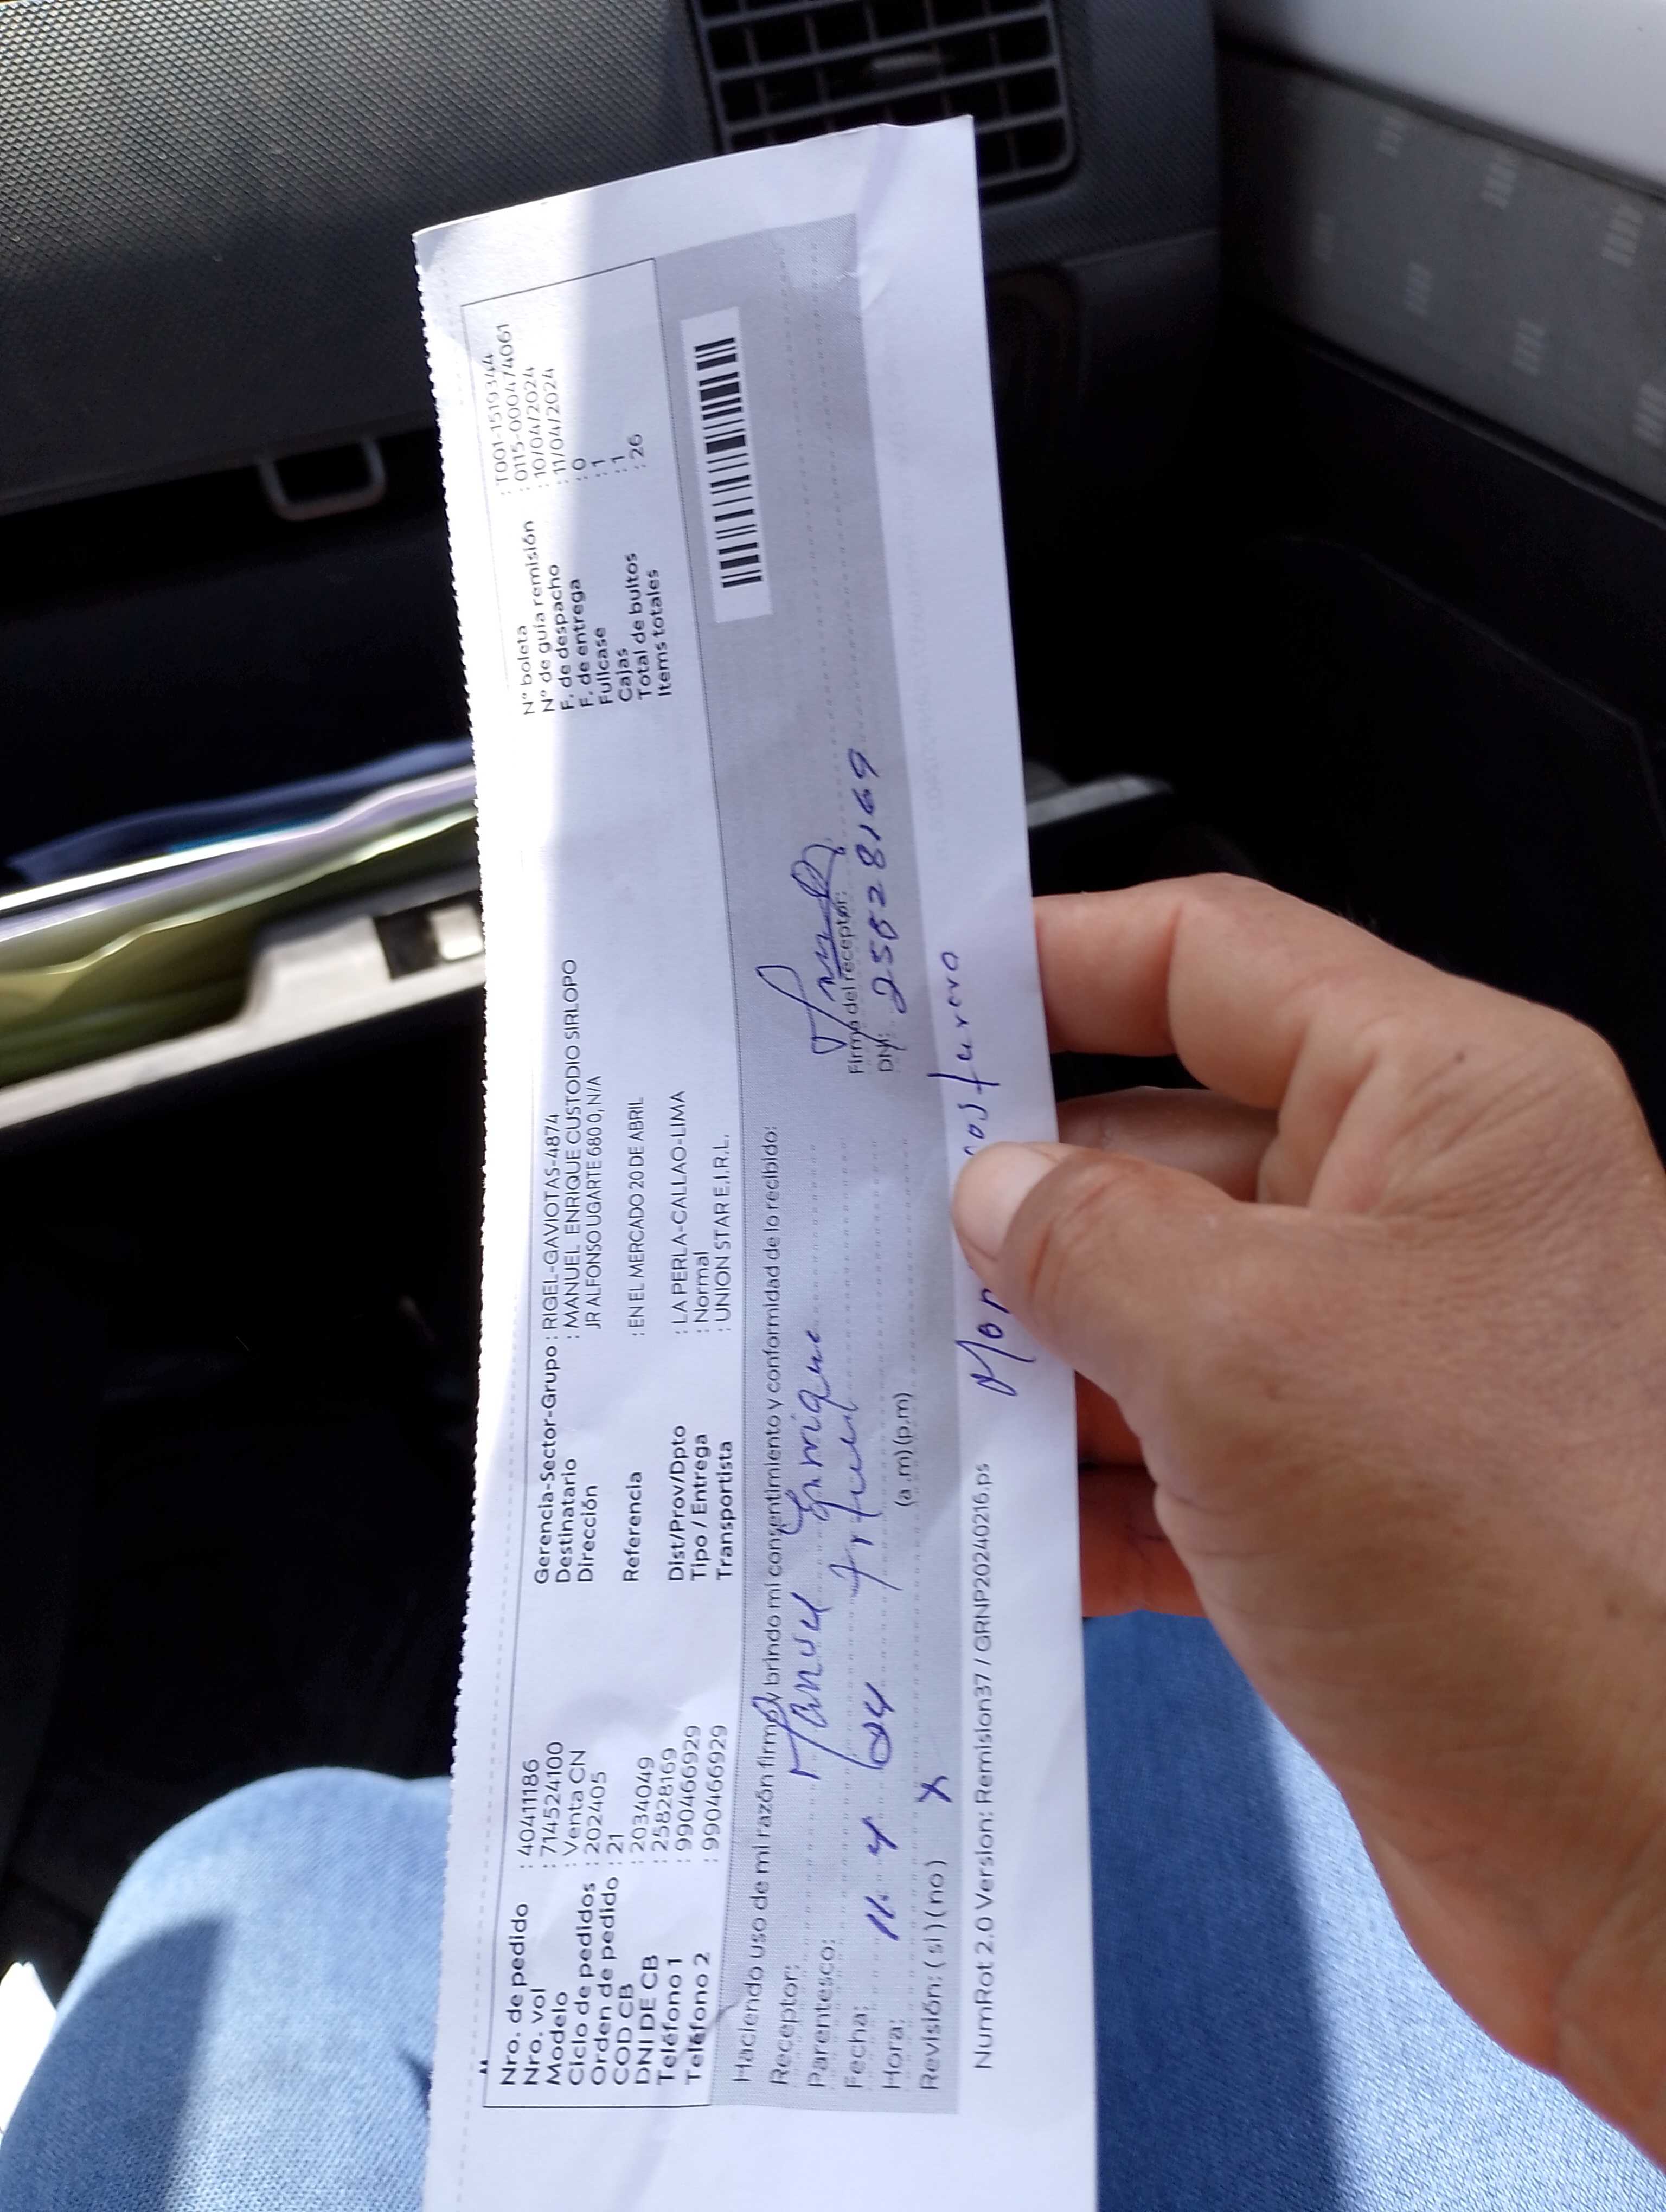 Nro. de pedido : 40411186
Nro. vol : 714524100
Modelo : Venta CN
Ciclo de pedidos : 202405
Orden de pedido : 21
COD CB : 2034049
DNI DE CB : 25828169
Teléfono 1 : 990466929
Teléfono 2 : 990466929
Gerencia-Sector-Grupo : RIGEL-GAVIOTAS-4874
Destinatario : MANUEL ENRIQUE CUSTODIO SIRLOPO
Dirección JR ALFONSO UGARTE 680 0, N/A
Referencia : EN EL MERCADO 20 DE ABRIL
Dist/Prov/Dpto : LA PERLA-CALLAO-LIMA
Tipo / Entrega : Normal
Transportista : UNION STAR E.I.R.L.
N° boleta : T001-1519344
N° de guía remisión : 0115-000474061
F. de despacho : 10/04/2024
F. de entrega : 11/04/2024
Fullcase : 0
Cajas : 1
Total de bultos : 1
Items totales : 26
Haciendo uso de mi razón firmo y brindo mi consentimiento y conformidad de lo recibido:
Receptor: Manuel Enrique
Parentesco:
Fecha: 11. 4
Hora: (a.m) (p.m)
Revisión: ( si ) ( no ) X
Firma del receptor:
DNI: 25828169
NumRot 2.0 Version: Remision37 / GRNP20240216.ps